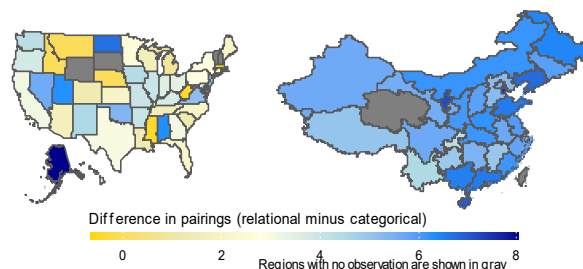 Difference in pairings (relational minus categorical)
0 2 4 6 8
Regions with no observation are shown in gray